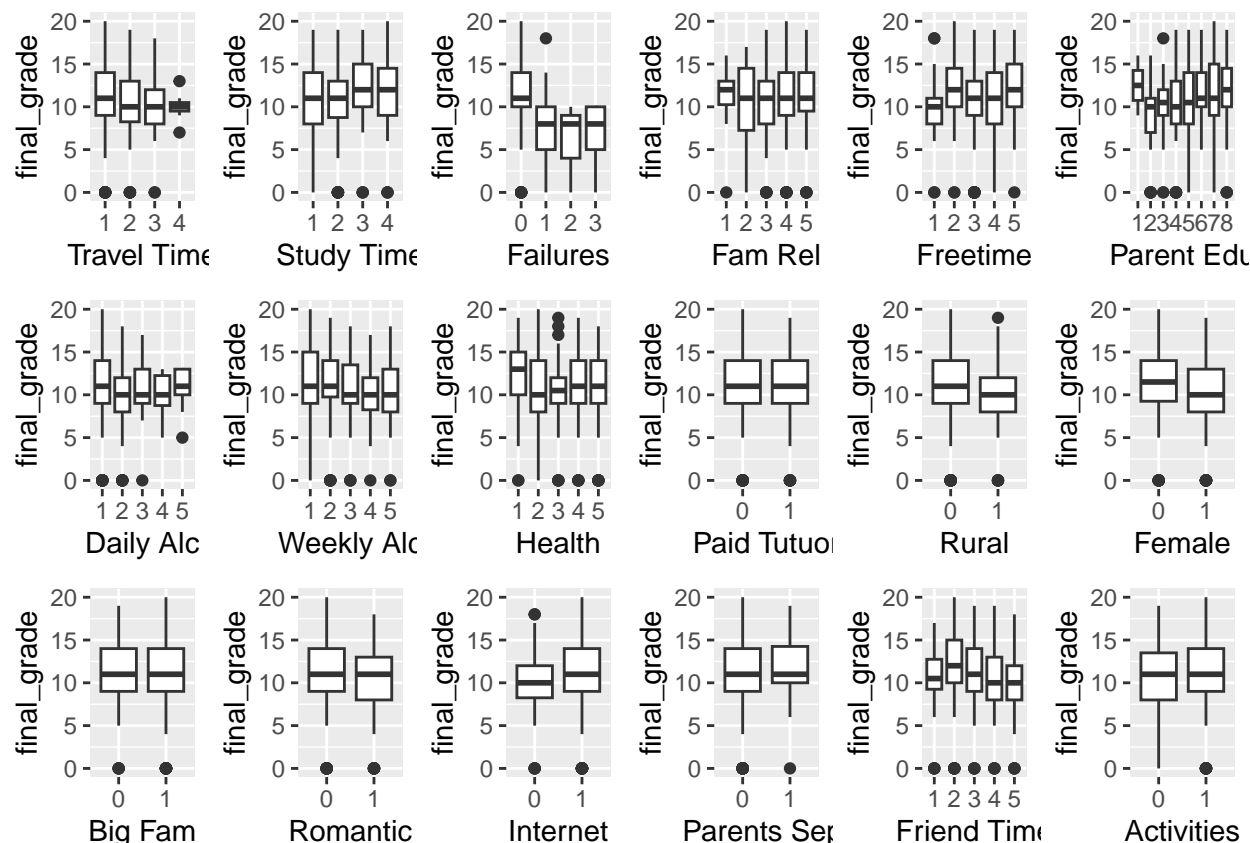 final_grade
20
15
10
5
0
1 2 3 4
Travel Time
final_grade
20
15
10
5
0
1 2 3 4
Study Time
final_grade
20
15
10
5
0
0 1 2 3
Failures
final_grade
20
15
10
5
0
1 2 3 4 5
Fam Rel
final_grade
20
15
10
5
0
1 2 3 4 5
Freetime
final_grade
20
15
10
5
0
12345678
Parent Edu
final_grade
20
15
10
5
0
1 2 3 4 5
Daily Alc
final_grade
20
15
10
5
0
1 2 3 4 5
Weekly Alc
final_grade
20
15
10
5
0
1 2 3 4 5
Health
final_grade
20
15
10
5
0
0 1
Paid Tutuor
final_grade
20
15
10
5
0
0 1
Rural
final_grade
20
15
10
5
0
0 1
Female
final_grade
20
15
10
5
0
0 1
Big Fam
final_grade
20
15
10
5
0
0 1
Romantic
final_grade
20
15
10
5
0
0 1
Internet
final_grade
20
15
10
5
0
0 1
Parents Sep
final_grade
20
15
10
5
0
1 2 3 4 5
Friend Time
final_grade
20
15
10
5
0
0 1
Activities